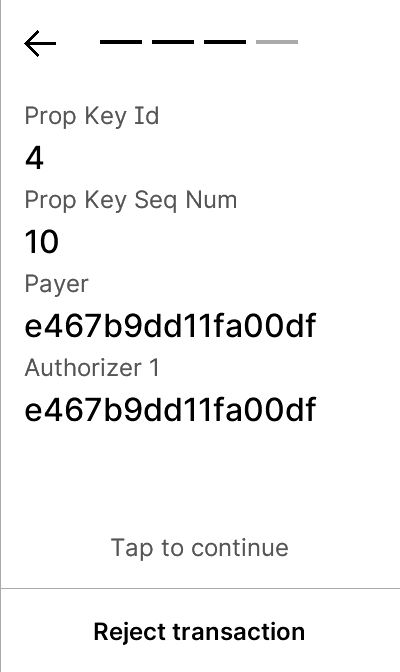 Prop Key Id
4
Prop Key Seq Num
10
Payer
e467b9dd11fa00df
Authorizer 1
e467b9dd11fa00df
Tap to continue
Reject transaction